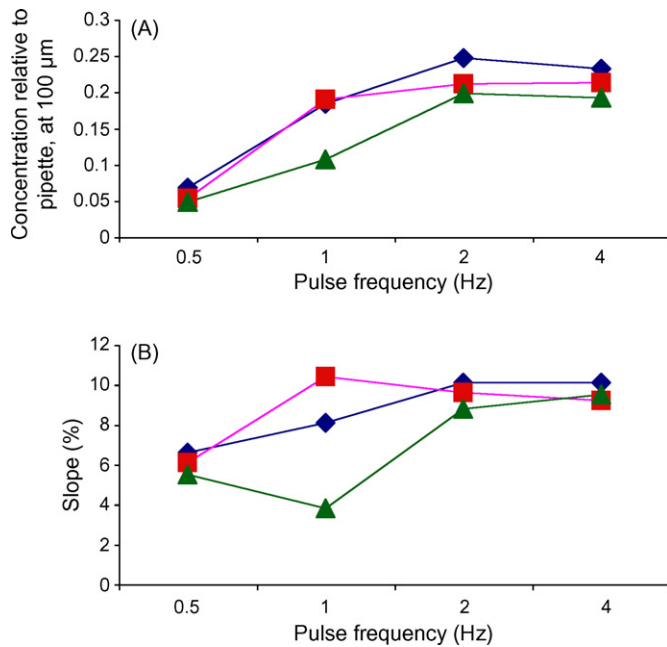 (A)
Concentration relative to
pipette, at 100 µm
0.3
0.25
0.2
0.15
0.1
0.05
0
0.5 1 2 4
Pulse frequency (Hz)
(B)
Slope (%)
12
10
8
6
4
2
0
0.5 1 2 4
Pulse frequency (Hz)